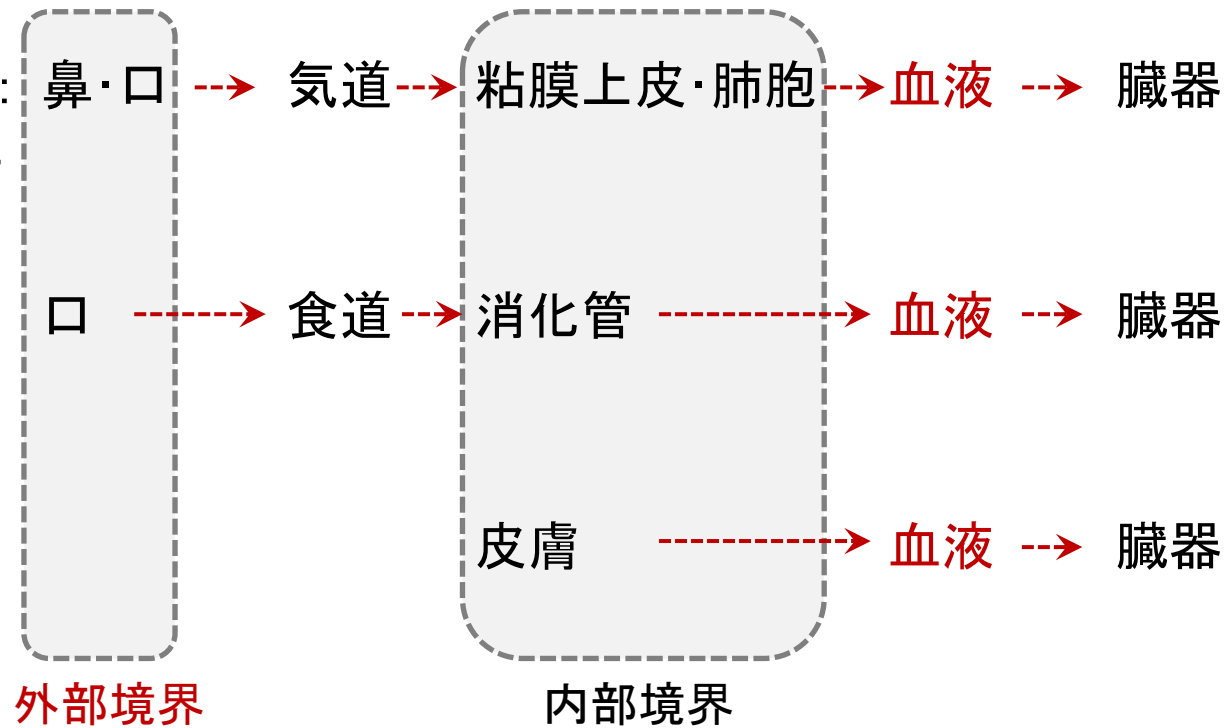 : 鼻・口 気道 粘膜上皮・肺胞 血液 臓器
口 食道 消化管 血液 臓器
皮膚 血液 臓器
外部境界 内部境界